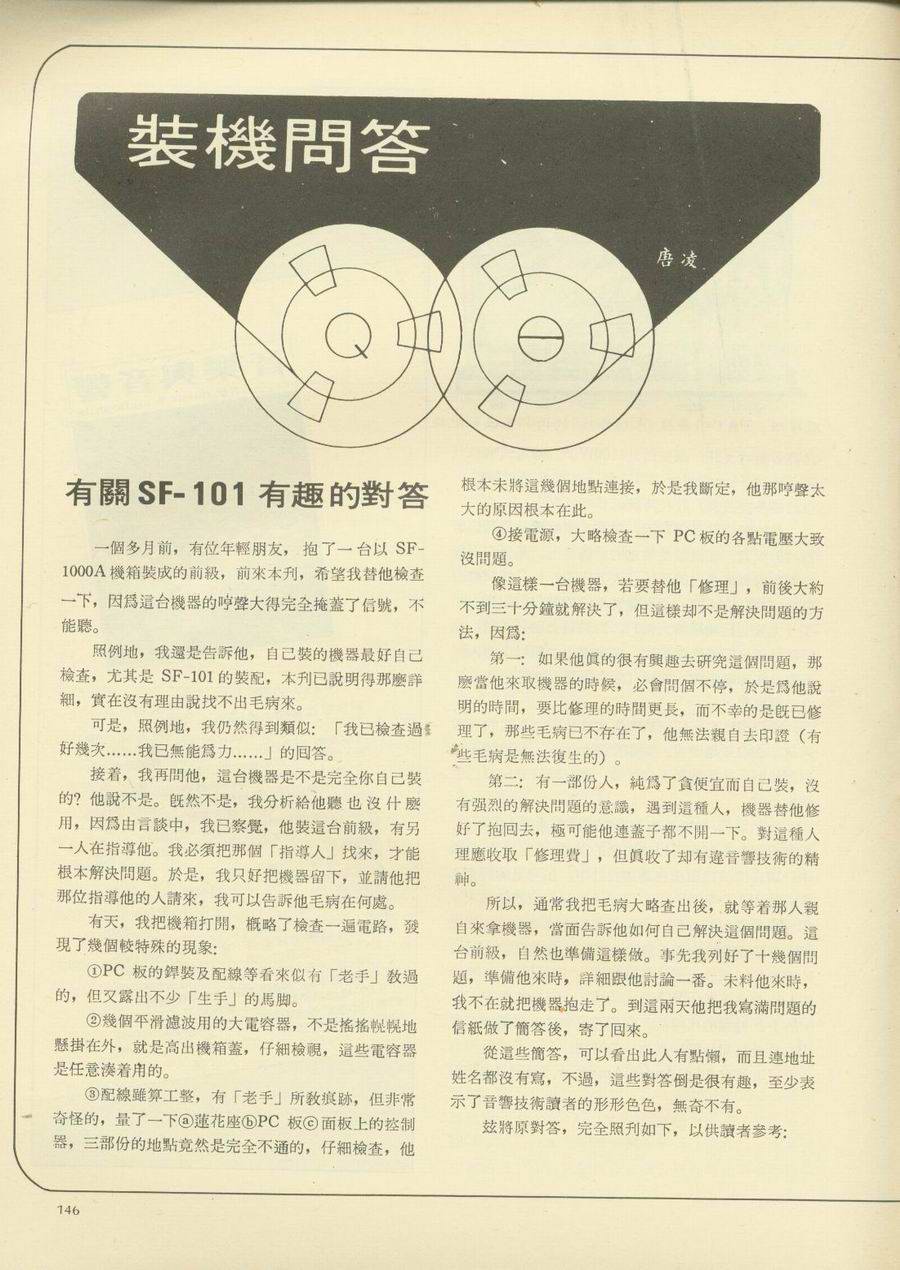 裝機問答
唐凌
有關SF-101有趣的對答
一個多月前，有位年輕朋友，抱了一台以 SF-
1000A機箱裝成的前級，前來本刋，希望我替他檢查
一下，因爲這台機器的哼聲大得完全掩蓋了信號，不
能聽。
照例地，我還是告訴他，自己裝的機器最好自己
檢查，尤其是 SF-101的裝配，本刋已說明得那麽詳
細，實在沒有理由說找不出毛病來。
可是，照例地，我仍然得到類似：「我已檢查過
好幾次……我已無能爲力……」的囘答。
接着，我再問他，這台機器是不是完全你自己裝
的？他說不是。旣然不是，我分析給他聽也沒什麽
用，因爲由言談中，我已察覺，他裝這台前級，有另
一人在指導他。我必須把那個「指導人」找來，才能
根本解決問題。於是，我只好把機器留下，並請他把
那位指導他的人請來，我可以告訴他毛病在何處。
有天，我把機箱打開，槪略了檢查一遍電路，發
現了幾個較特殊的現象：
①PC 板的銲裝及配線等看來似有「老手」敎過
的，但又露出不少「生手」的馬脚。
②幾個平滑濾波用的大電容器，不是搖搖幌幌地
懸掛在外，就是高出機箱蓋，仔細檢視，這些電容器
是任意湊着用的。
③配線雖算工整，有「老手」所敎痕跡，但非常
奇怪的，量了一下ⓐ蓮花座ⓑPC 板ⓒ面板上的控制
器，三部份的地點竟然是完全不通的，仔細檢查，他
根本未將這幾個地點連接，於是我斷定，他那哼聲太
大的原因根本在此。
④接電源，大略檢查一下 PC板的各點電壓大致
沒問題。
像這樣一台機器，若要替他「修理」，前後大約
不到三十分鐘就解決了，但這樣却不是解決問題的方
法，因爲：
第一：如果他眞的很有興趣去研究這個問題，那
麽當他來取機器的時候，必會問個不停，於是爲他說
明的時間，要比修理的時間更長，而不幸的是旣已修
理了，那些毛病已不存在了，他無法親自去印證（有
些毛病是無法復生的）。
第二：有一部份人，純爲了貪便宜而自己裝，沒
有强烈的解決問題的意識，遇到這種人，機器替他修
好了抱囘去，極可能他連蓋子都不開一下。對這種人
理應收取「修理費」，但眞收了却有違音響技術的精
神。
所以，通常我把毛病大略查出後，就等着那人親
自來拿機器，當面告訴他如何自己解決這個問題。這
台前級，自然也準備這樣做。事先我列好了十幾個問
題，準備他來時，詳細跟他討論一番。未料他來時，
我不在就把機器抱走了。到這兩天他把我寫滿問題的
信紙做了簡答後，寄了囘來。
從這些簡答，可以看出此人有點懶，而且連地址
姓名都沒有寫，不過，這些對答倒是很有趣，至少表
示了音響技術讀者的形形色色，無奇不有。
玆將原對答，完全照刋如下，以供讀者參考：
146